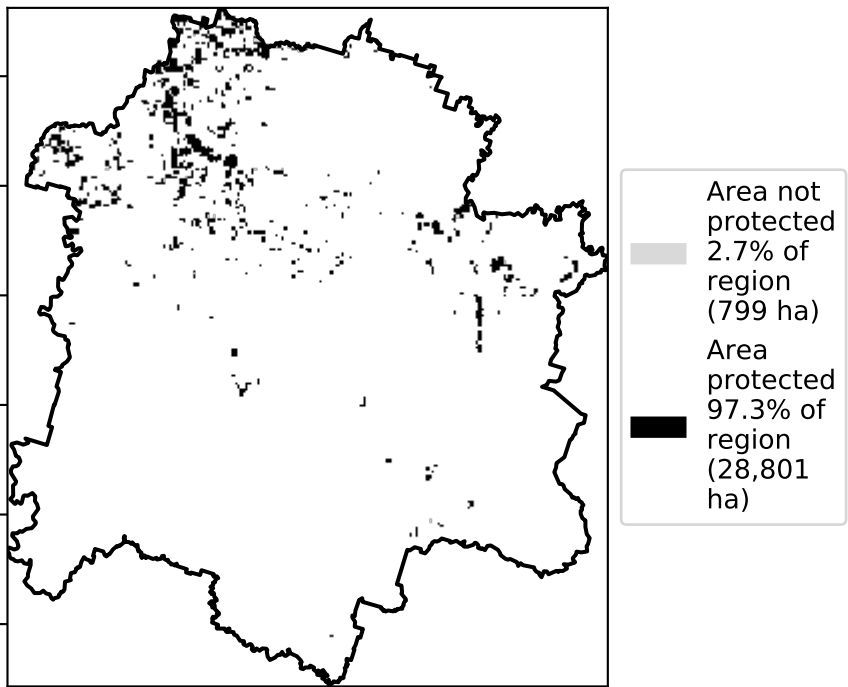 Area not
protected
2.7% of
region
(799 ha)
Area
protected
97.3% of
region
(28,801
ha)